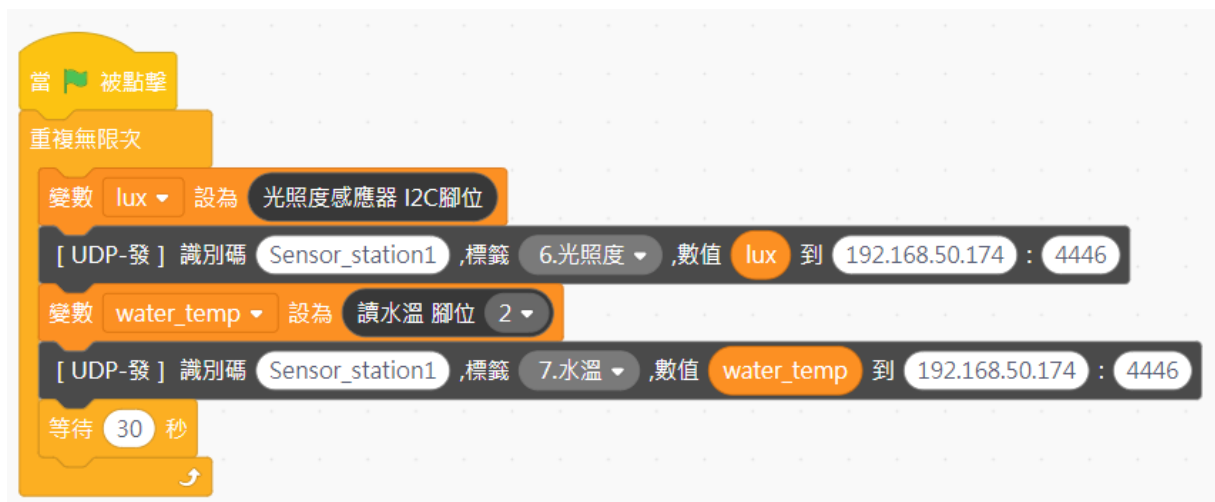 當 被點擊
重複無限次
變數 lux 設為 光照度感應器 I2C腳位
[ UDP-發 ] 識別碼 Sensor_station1 ,標籤 6.光照度 ,數值 lux 到 192.168.50.174 : 4446
變數 water_temp 設為 讀水溫 腳位 2
[ UDP-發 ] 識別碼 Sensor_station1 ,標籤 7.水溫 ,數值 water_temp 到 192.168.50.174 : 4446
等待 30 秒